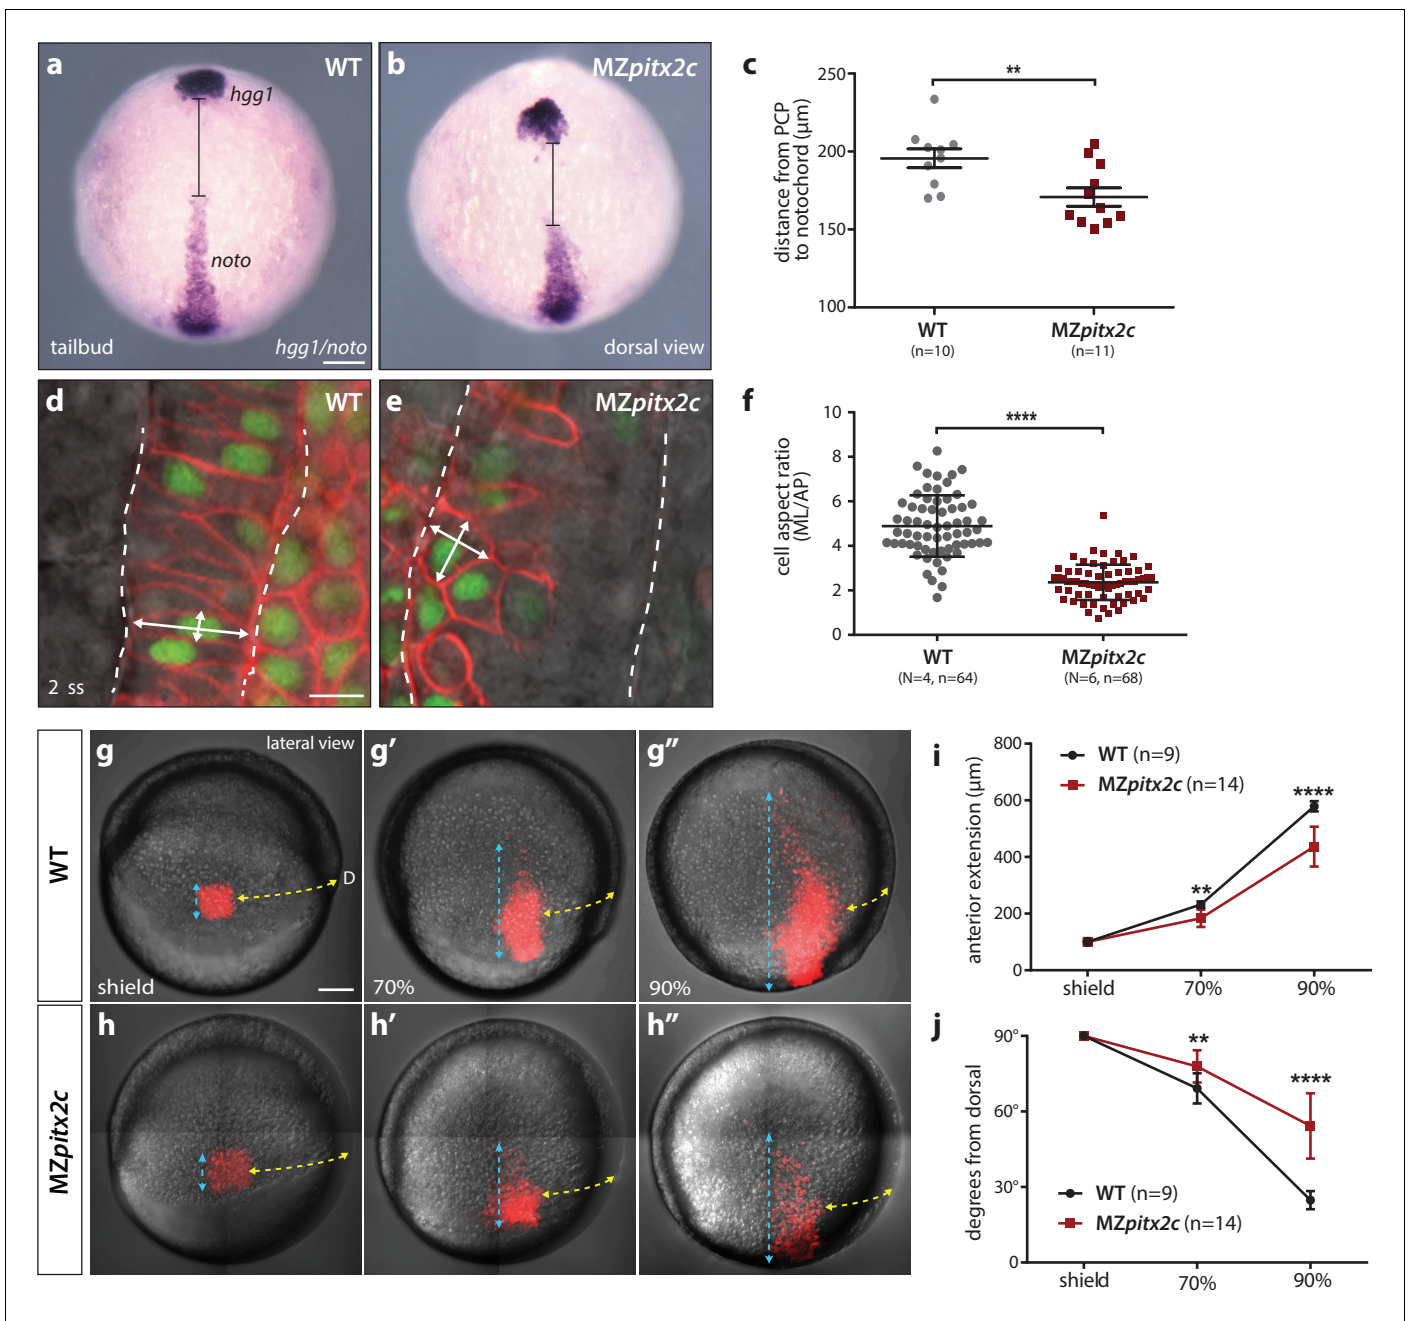 a
WT
hgg1
noto
tailbud
hgg1/noto
b
MZpitx2c
dorsal view
c
**
distance from PCP
to notochord (μm)
250
200
150
100
WT
(n=10)
MZpitx2c
(n=11)
d
WT
2 ss
e
MZpitx2c
f
****
cell aspect ratio
(ML/AP)
10
8
6
4
2
0
WT
(N=4, n=64)
MZpitx2c
(N=6, n=68)
WT
g
lateral view
D
shield
g′
70%
g″
90%
MZpitx2c
h
h′
h″
i
anterior extension (μm)
800
600
400
200
0
WT (n=9)
MZpitx2c (n=14)
**
****
shield
70%
90%
j
degrees from dorsal
90°
60°
30°
0
**
****
WT (n=9)
MZpitx2c (n=14)
shield
70%
90%